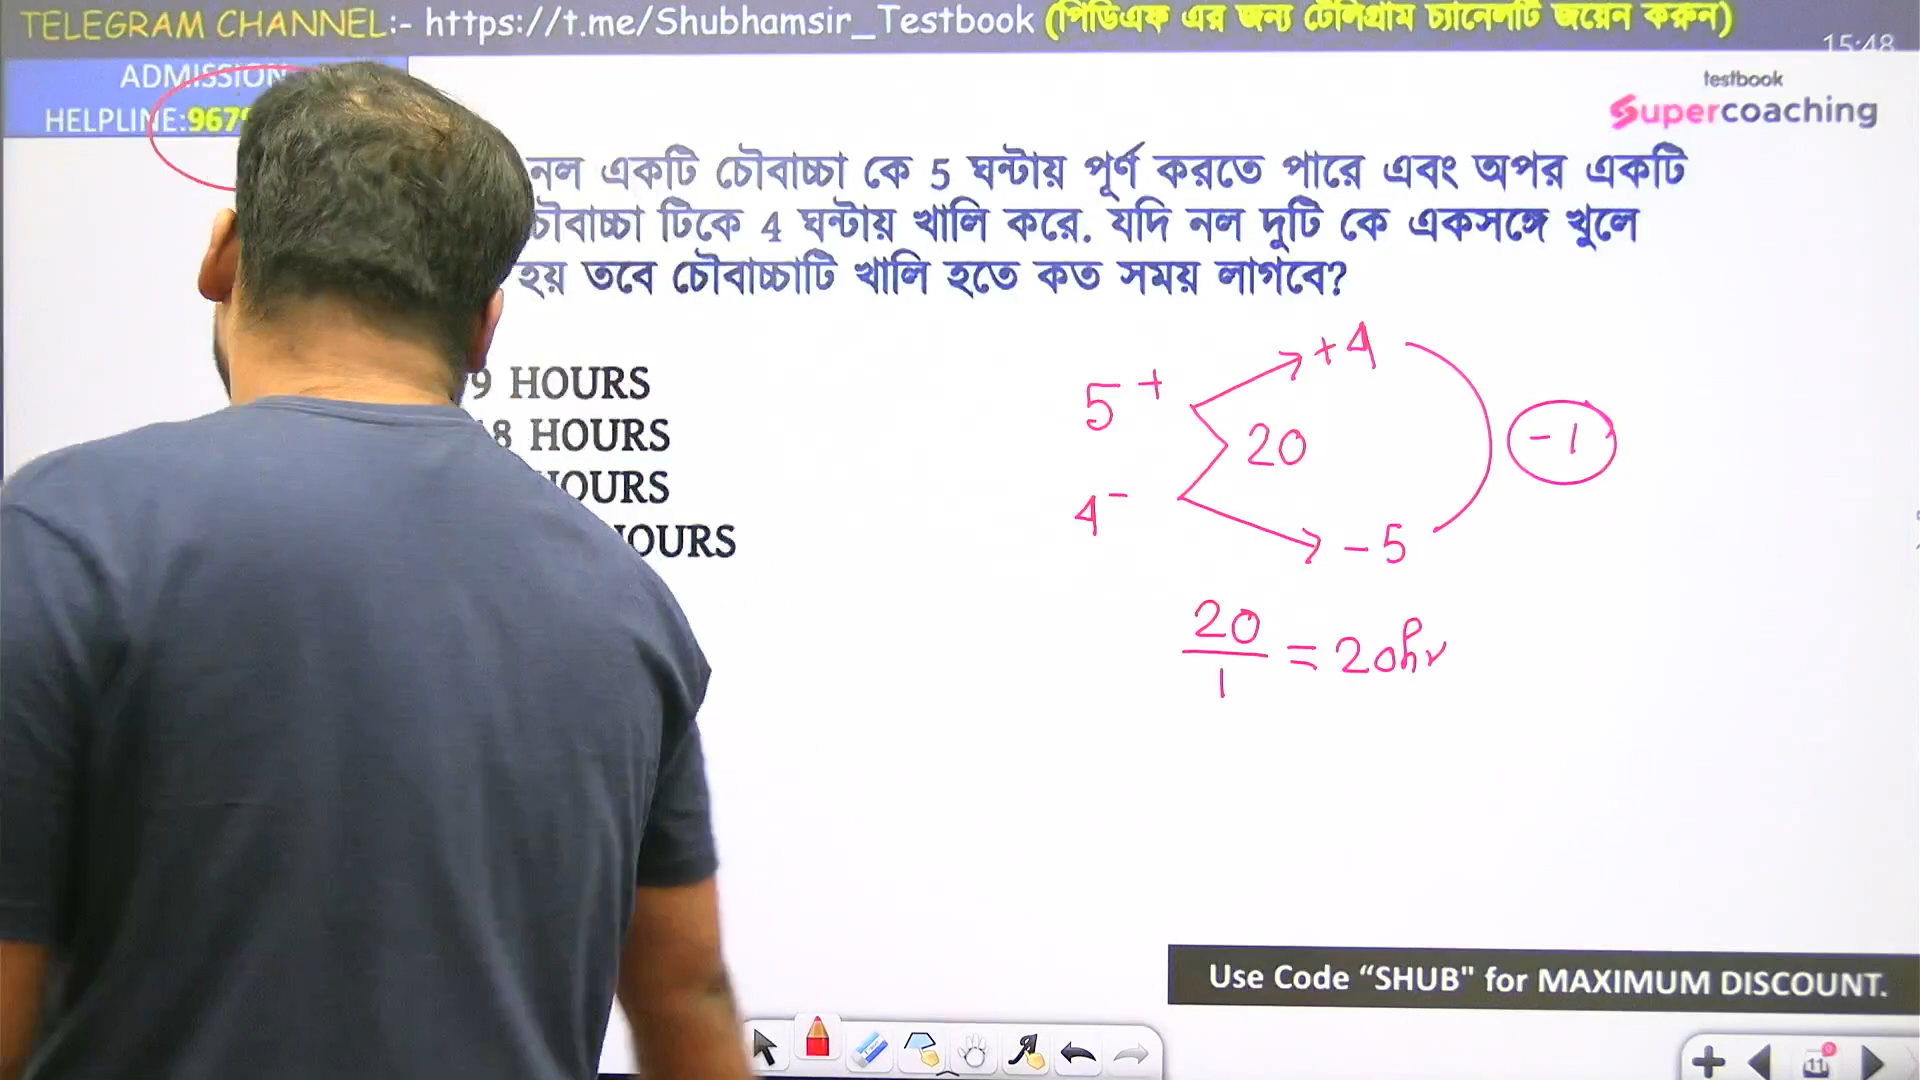 TELEGRAM CHANNEL:- https://t.me/Shubhamsir_Testbook (পিডিএফ এর জন্য টেলিগ্রাম চ্যানেলটি জয়েন করুন)
15:48
ADMISSION
HELPLINE:967
testbook
Supercoaching
নল একটি চৌবাচ্চা কে 5 ঘন্টায় পূর্ণ করতে পারে এবং অপর একটি
চৌবাচ্চা টিকে 4 ঘন্টায় খালি করে. যদি নল দুটি কে একসঙ্গে খুলে
হয় তবে চৌবাচ্চাটি খালি হতে কত সময় লাগবে?
9 HOURS
8 HOURS
HOURS
HOURS
5+
+4
20
-1
4-
-5
20/1 = 20hr
Use Code “SHUB" for MAXIMUM DISCOUNT.
11